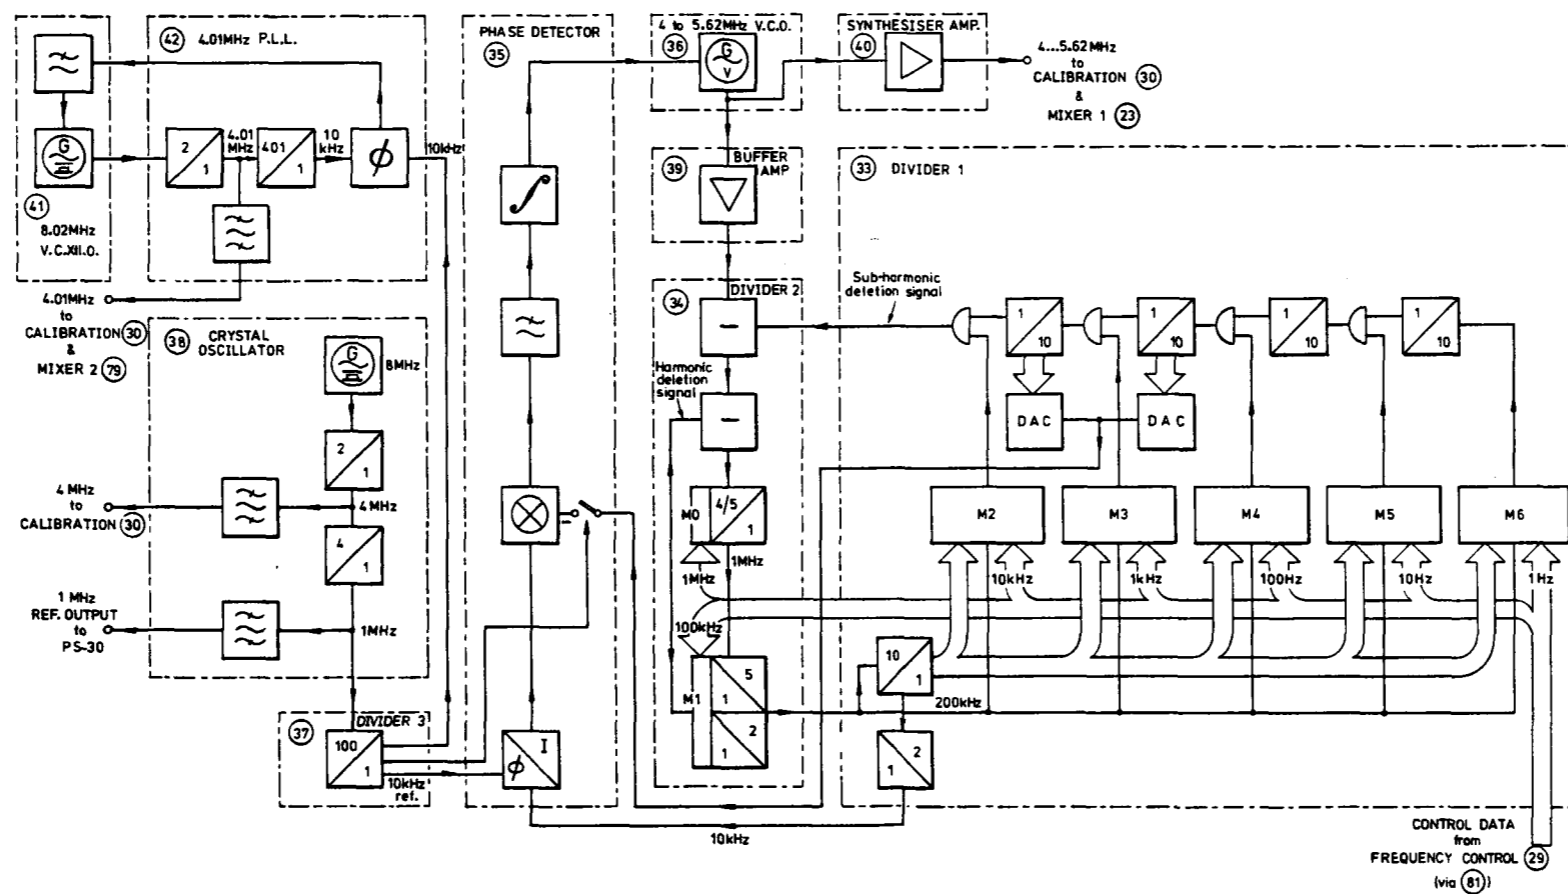 42 4.01MHz P.L.L.
G
2
1
4.01
MHz
401
1
10
kHz
ϕ
10kHz
41
8.02MHz
V.C.Xll.O.
4.01MHz
to
CALIBRATION 30
&
MIXER 2 79
38 CRYSTAL
OSCILLATOR
G
8MHz
2
1
4 MHz
to
CALIBRATION 30
4MHz
4
1
1 MHz
REF. OUTPUT
to
PS-30
1MHz
37
DIVIDER 3
100
1
10kHz
ref.
PHASE DETECTOR
35
∫
ϕ
I
10kHz
4 to 5.62MHz V.C.O.
36
G
V
SYNTHESISER AMP.
40
4...5.62MHz
to
CALIBRATION 30
&
MIXER 1 23
39
BUFFER
AMP
34
DIVIDER 2
Harmonic
deletion
signal
M0
4/5
1
1MHz
1MHz
100kHz
M1
5
1
2
1
33 DIVIDER 1
Sub-harmonic
deletion signal
1
10
1
10
1
10
1
10
DAC
DAC
M2
M3
M4
M5
M6
10kHz
1kHz
100Hz
10Hz
1Hz
10
1
200kHz
2
1
CONTROL DATA
from
FREQUENCY CONTROL 29
(via 81)